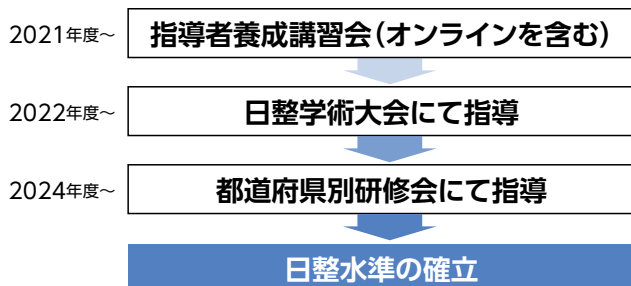 2021年度〜 指導者養成講習会(オンラインを含む)
2022年度〜 日整学術大会にて指導
2024年度〜 都道府県別研修会にて指導
日整水準の確立